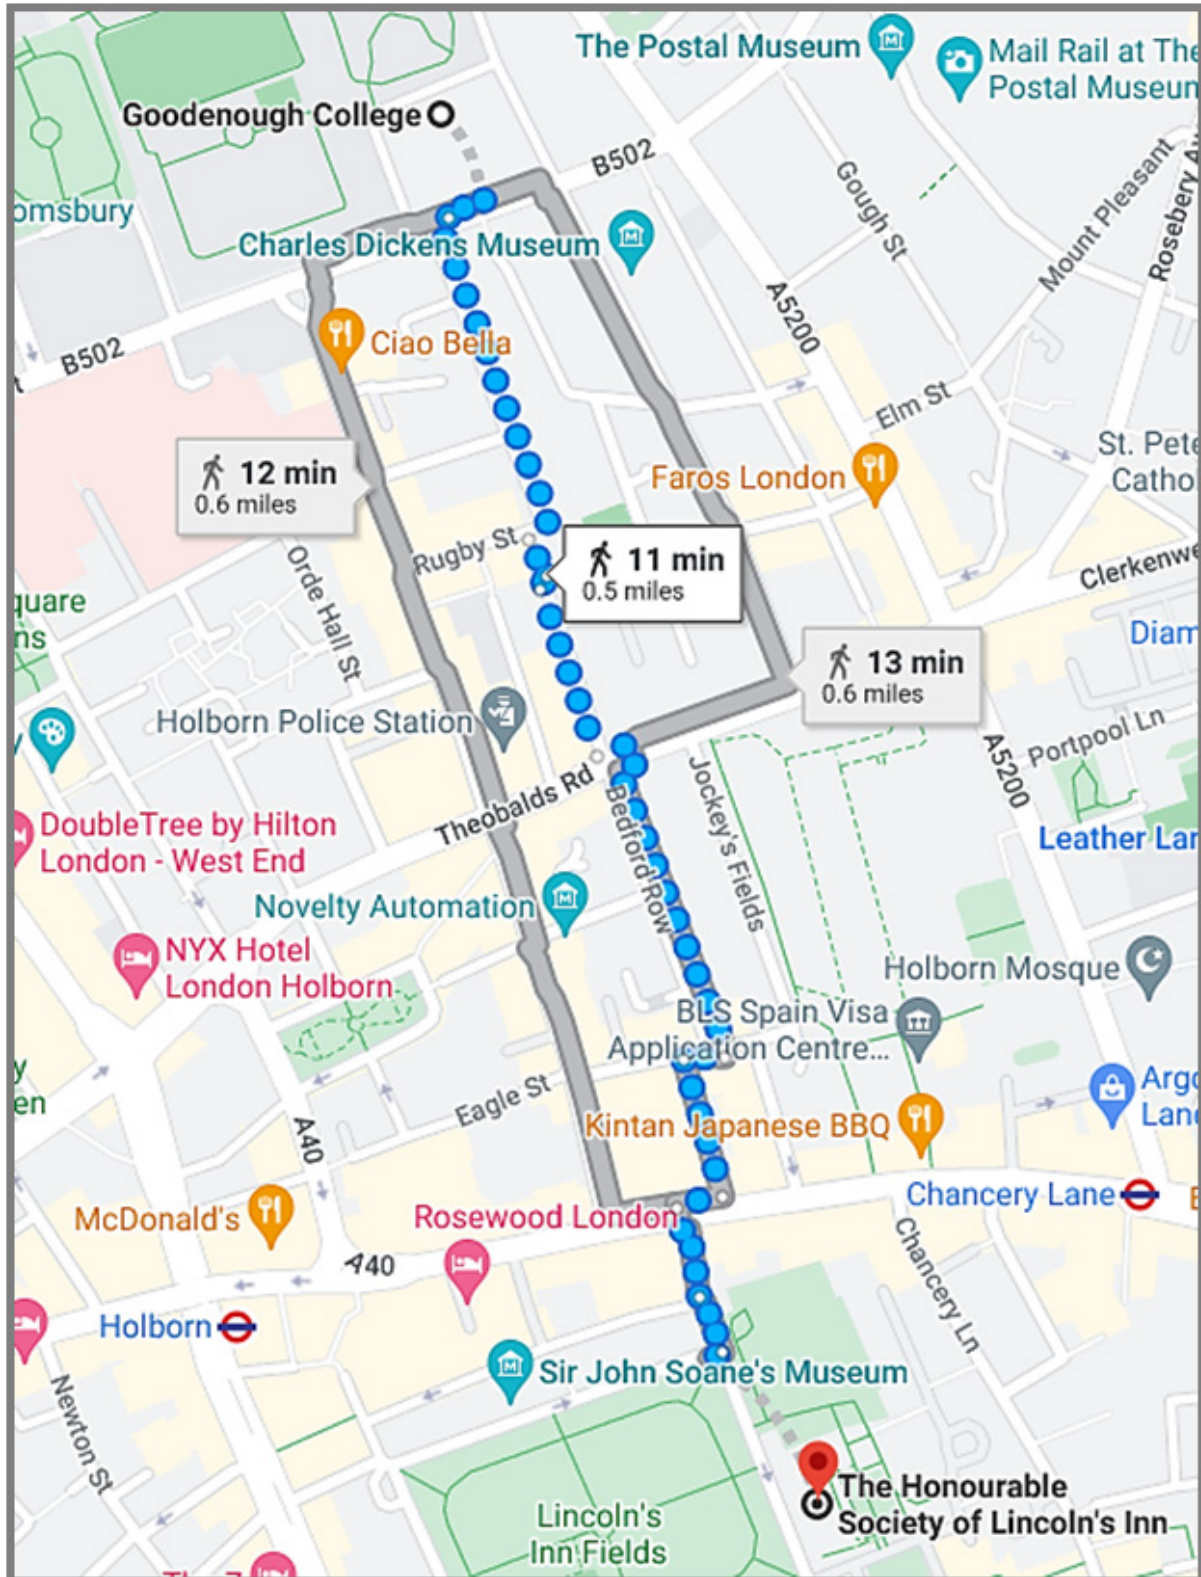 The Postal Museum
Mail Rail at The
Postal Museum
Goodenough College
B502
omsbury
Gough St
Mount Pleasant
Rosebery A
Charles Dickens Museum
A5200
Ciao Bella
B502
Elm St
St. Pete
Catho
12 min
0.6 miles
Faros London
Rugby St
11 min
0.5 miles
Orde Hall St
Clerkenwe
quare
ns
Diam
13 min
0.6 miles
Holborn Police Station
y
Portpool Ln
A5200
Theobalds Rd
Jockey's Fields
Bedford Row
DoubleTree by Hilton
London - West End
Leather Lan
Novelty Automation
NYX Hotel
London Holborn
Holborn Mosque
BLS Spain Visa
Application Centre...
y
en
Eagle St
Argo
Lan
A40
Kintan Japanese BBQ
Chancery Lane
McDonald's
Rosewood London
A40
Chancery Ln
Holborn
Sir John Soane's Museum
Newton St
The Honourable
Society of Lincoln's Inn
Lincoln's
Inn Fields